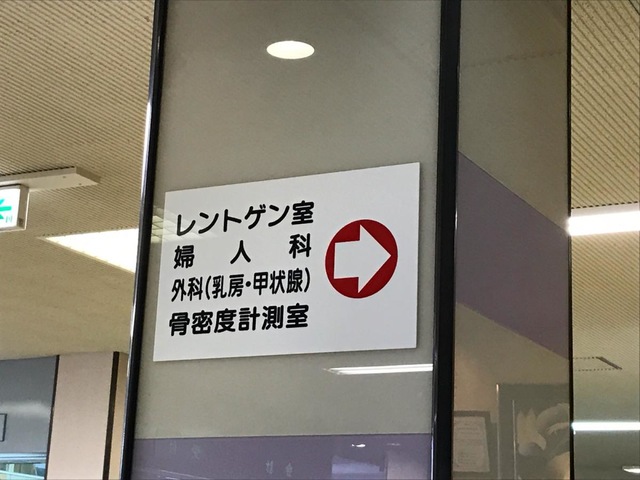 レントゲン室
婦人科
外科(乳房・甲状腺)
骨密度計測室